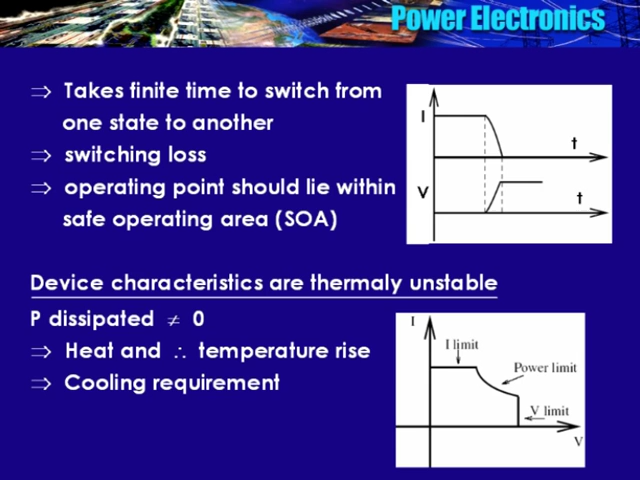 Power Electronics
⇒ Takes finite time to switch from
one state to another
⇒ switching loss
⇒ operating point should lie within
safe operating area (SOA)
I
t
V
t
Device characteristics are thermaly unstable
P dissipated ≠ 0
⇒ Heat and ∴ temperature rise
⇒ Cooling requirement
I
I limit
Power limit
V limit
V